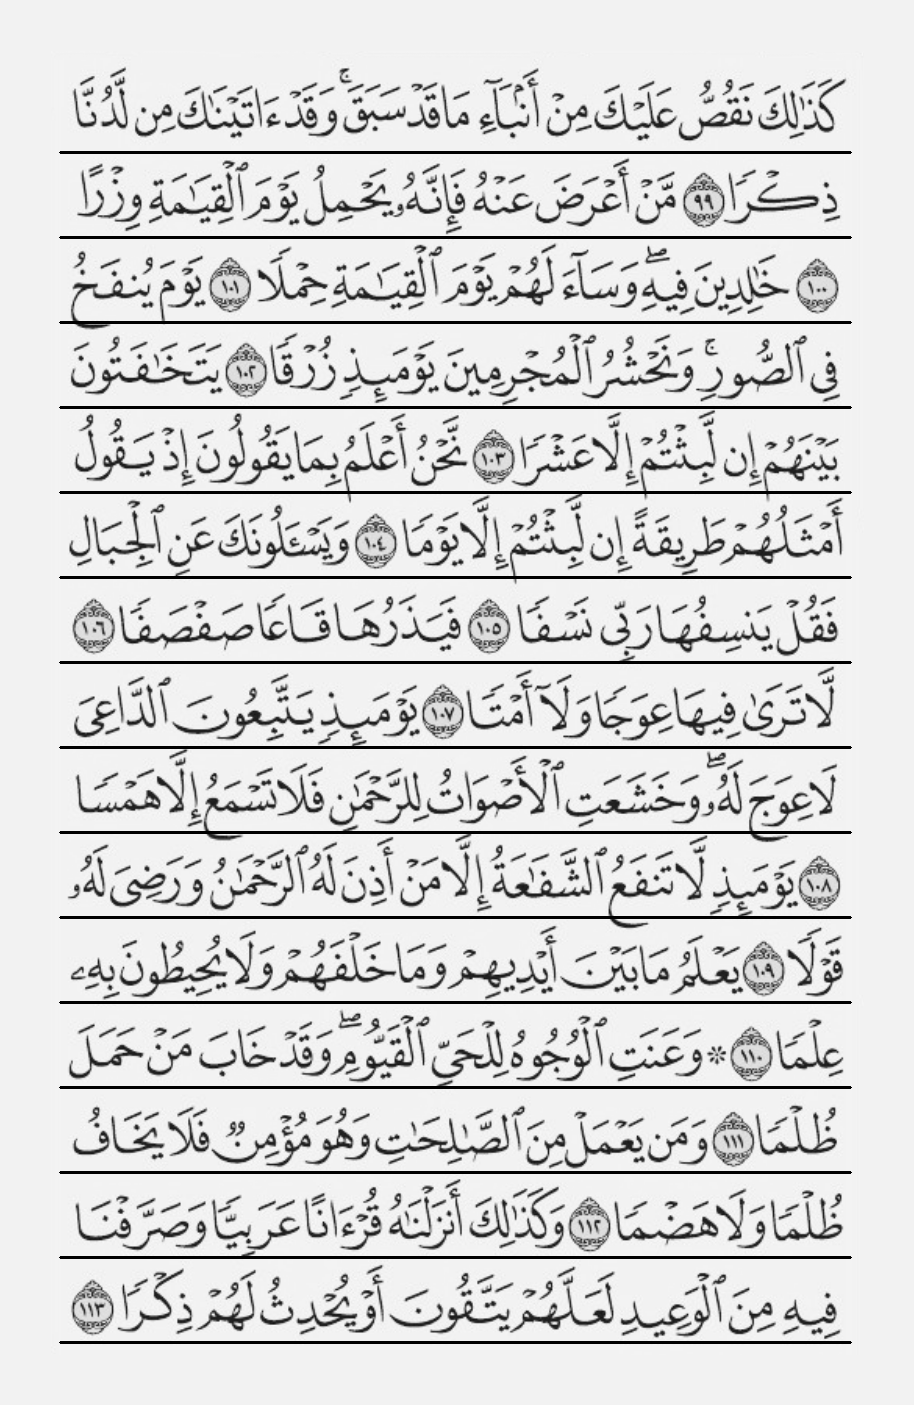 كَذَٰلِكَ نَقُصُّ عَلَيْكَ مِنْ أَنۢبَآءِ مَا قَدْ سَبَقَ ۚ وَقَدْ ءَاتَيْنَٰكَ مِن لَّدُنَّا
ذِكْرًا ٩٩ مَّنْ أَعْرَضَ عَنْهُ فَإِنَّهُۥ يَحْمِلُ يَوْمَ ٱلْقِيَٰمَةِ وِزْرًا
١٠٠ خَٰلِدِينَ فِيهِ ۖ وَسَآءَ لَهُمْ يَوْمَ ٱلْقِيَٰمَةِ حِمْلًا ١٠١ يَوْمَ يُنفَخُ
فِى ٱلصُّورِ ۚ وَنَحْشُرُ ٱلْمُجْرِمِينَ يَوْمَئِذٍ زُرْقًا ١٠٢ يَتَخَٰفَتُونَ
بَيْنَهُمْ إِن لَّبِثْتُمْ إِلَّا عَشْرًا ١٠٣ نَّحْنُ أَعْلَمُ بِمَا يَقُولُونَ إِذْ يَقُولُ
أَمْثَلُهُمْ طَرِيقَةً إِن لَّبِثْتُمْ إِلَّا يَوْمًا ١٠٤ وَيَسْـَٔلُونَكَ عَنِ ٱلْجِبَالِ
فَقُلْ يَنسِفُهَا رَبِّى نَسْفًا ١٠٥ فَيَذَرُهَا قَاعًا صَفْصَفًا ١٠٦
لَّا تَرَىٰ فِيهَا عِوَجًا وَلَآ أَمْتًا ١٠٧ يَوْمَئِذٍ يَتَّبِعُونَ ٱلدَّاعِىَ
لَا عِوَجَ لَهُۥ ۖ وَخَشَعَتِ ٱلْأَصْوَاتُ لِلرَّحْمَٰنِ فَلَا تَسْمَعُ إِلَّا هَمْسًا
١٠٨ يَوْمَئِذٍ لَّا تَنفَعُ ٱلشَّفَٰعَةُ إِلَّا مَنْ أَذِنَ لَهُ ٱلرَّحْمَٰنُ وَرَضِىَ لَهُۥ
قَوْلًا ١٠٩ يَعْلَمُ مَا بَيْنَ أَيْدِيهِمْ وَمَا خَلْفَهُمْ وَلَا يُحِيطُونَ بِهِۦ
عِلْمًا ١١٠ ۞ وَعَنَتِ ٱلْوُجُوهُ لِلْحَىِّ ٱلْقَيُّومِ ۖ وَقَدْ خَابَ مَنْ حَمَلَ
ظُلْمًا ١١١ وَمَن يَعْمَلْ مِنَ ٱلصَّٰلِحَٰتِ وَهُوَ مُؤْمِنٌ فَلَا يَخَافُ
ظُلْمًا وَلَا هَضْمًا ١١٢ وَكَذَٰلِكَ أَنزَلْنَٰهُ قُرْءَانًا عَرَبِيًّا وَصَرَّفْنَا
فِيهِ مِنَ ٱلْوَعِيدِ لَعَلَّهُمْ يَتَّقُونَ أَوْ يُحْدِثُ لَهُمْ ذِكْرًا ١١٣